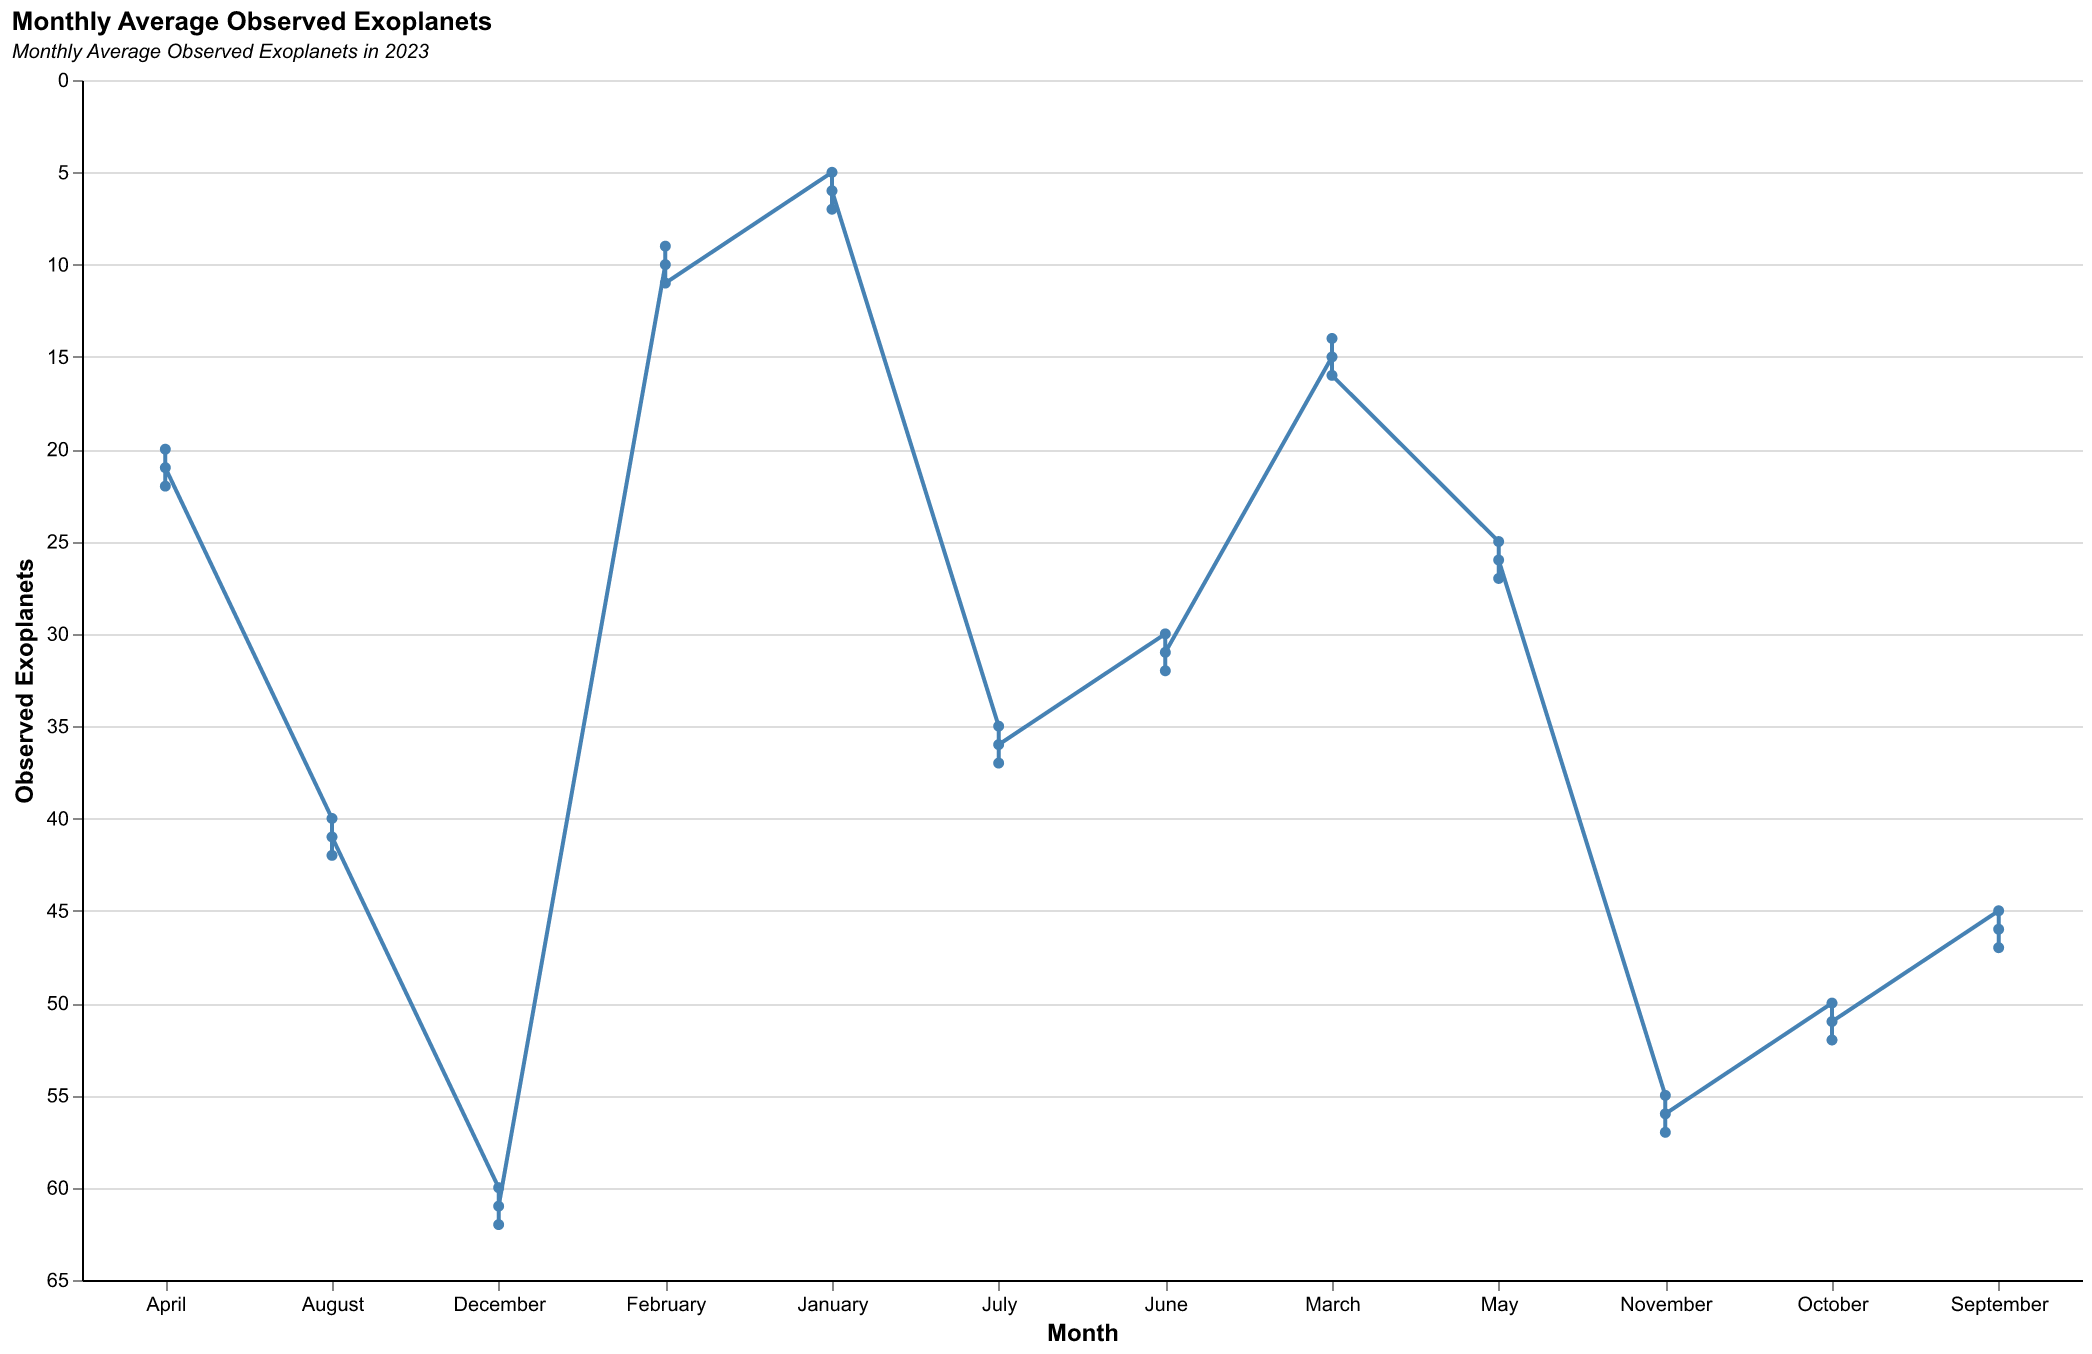 Monthly Average Observed Exoplanets
Monthly Average Observed Exoplanets in 2023
0
5
10
15
20
25
30
35
40
45
50
55
60
65
Observed Exoplanets
April August December February January July June March May November October September
Month